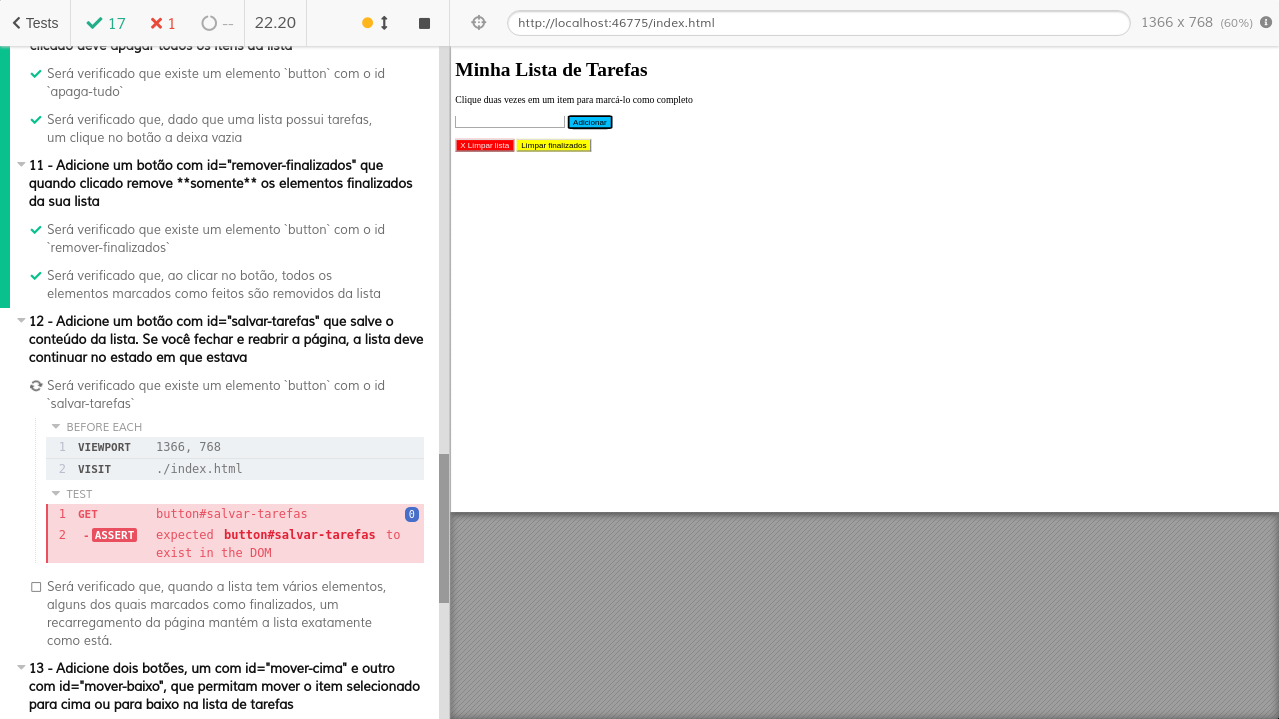 Tests
17
1
--
22.20
http://localhost:46775/index.html
1366 x 768 (60%)
clicado deve apagar todos os itens da lista
Será verificado que existe um elemento `button` com o id
`apaga-tudo`
Será verificado que, dado que uma lista possui tarefas,
um clique no botão a deixa vazia
11 - Adicione um botão com id="remover-finalizados" que
quando clicado remove **somente** os elementos finalizados
da sua lista
Será verificado que existe um elemento `button` com o id
`remover-finalizados`
Será verificado que, ao clicar no botão, todos os
elementos marcados como feitos são removidos da lista
12 - Adicione um botão com id="salvar-tarefas" que salve o
conteúdo da lista. Se você fechar e reabrir a página, a lista deve
continuar no estado em que estava
Será verificado que existe um elemento `button` com o id
`salvar-tarefas`
BEFORE EACH
1 VIEWPORT 1366, 768
2 VISIT ./index.html
TEST
1 GET button#salvar-tarefas 0
2 -ASSERT expected button#salvar-tarefas to
exist in the DOM
Será verificado que, quando a lista tem vários elementos,
alguns dos quais marcados como finalizados, um
recarregamento da página mantém a lista exatamente
como está.
13 - Adicione dois botões, um com id="mover-cima" e outro
com id="mover-baixo", que permitam mover o item selecionado
para cima ou para baixo na lista de tarefas
Minha Lista de Tarefas
Clique duas vezes em um item para marcá-lo como completo
Adicionar
X Limpar lista Limpar finalizados